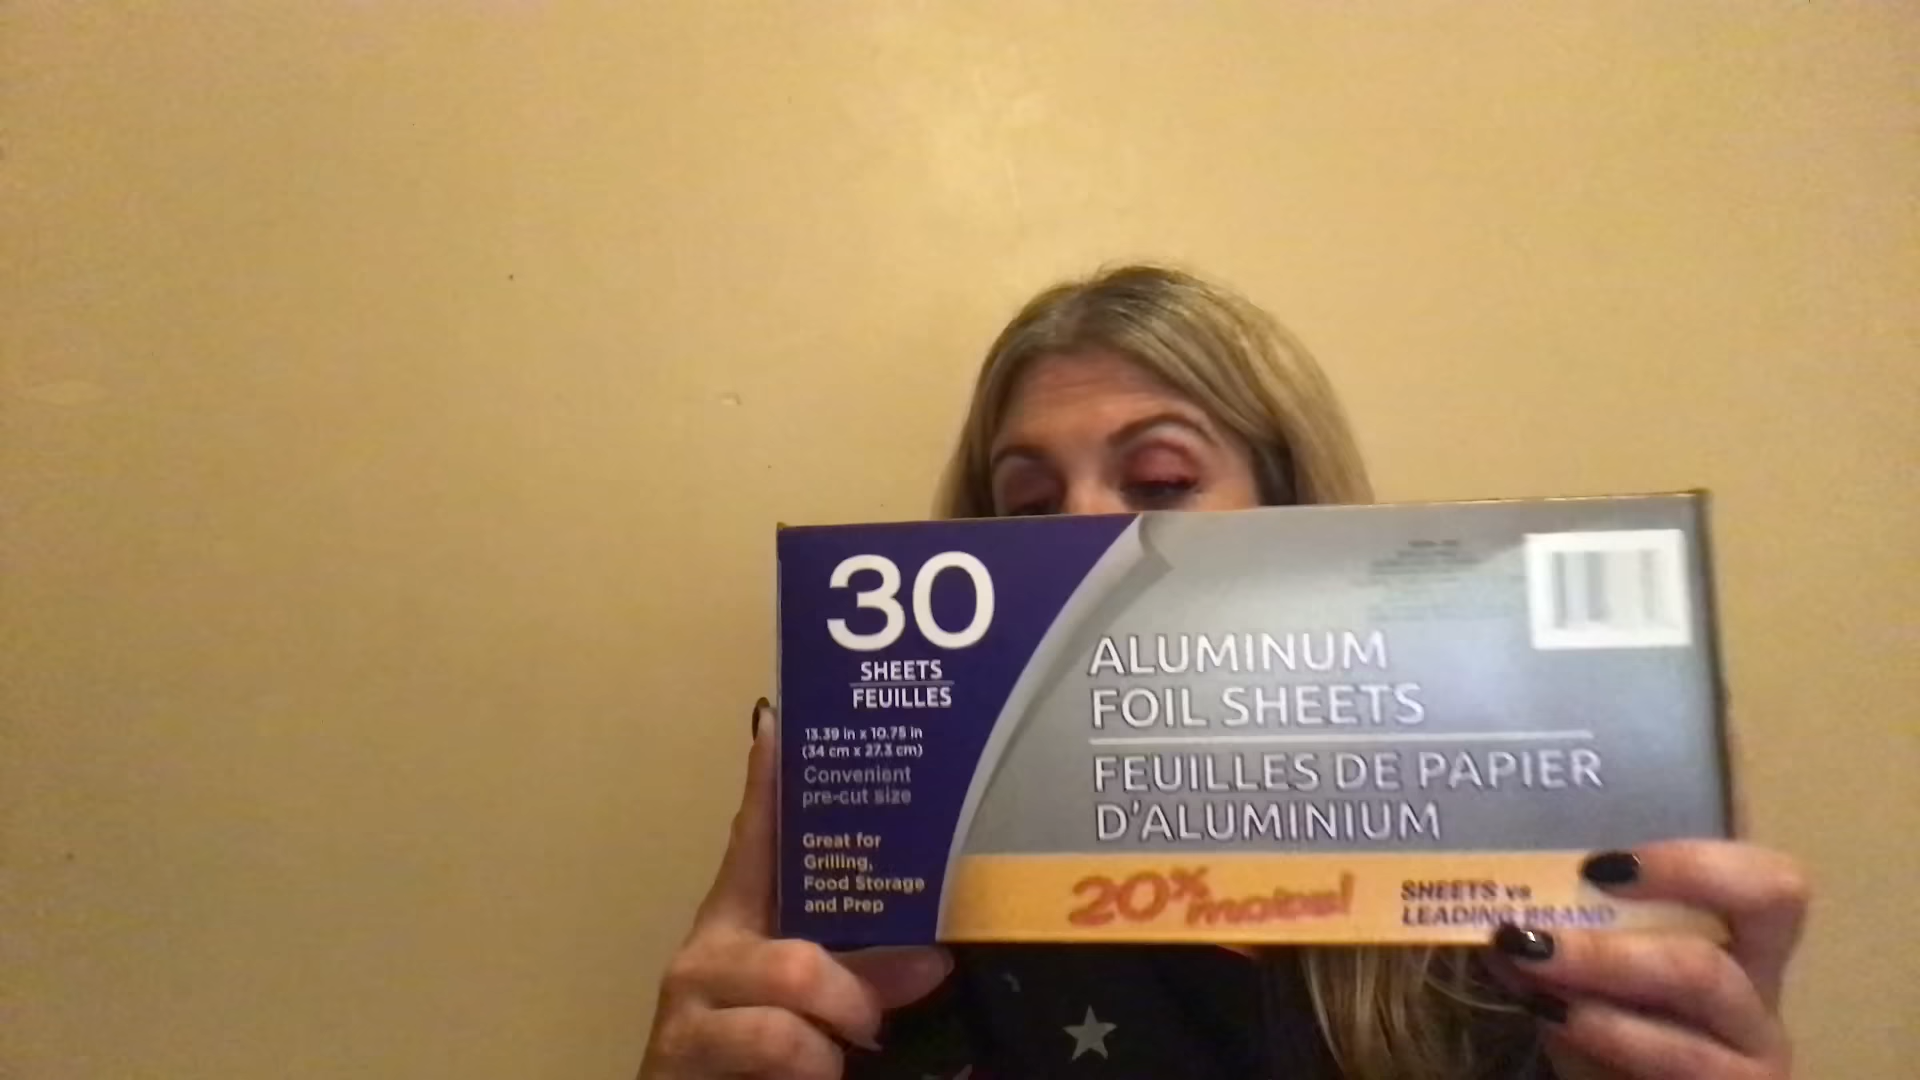 30
SHEETS
FEUILLES
13.39 in x 10.75 in
(34 cm x 27.3 cm)
Convenient
pre-cut size
Great for
Grilling,
Food Storage
and Prep
ALUMINUM
FOIL SHEETS
FEUILLES DE PAPIER
D'ALUMINIUM
20%
SHEETS vs
LEADING BRAND